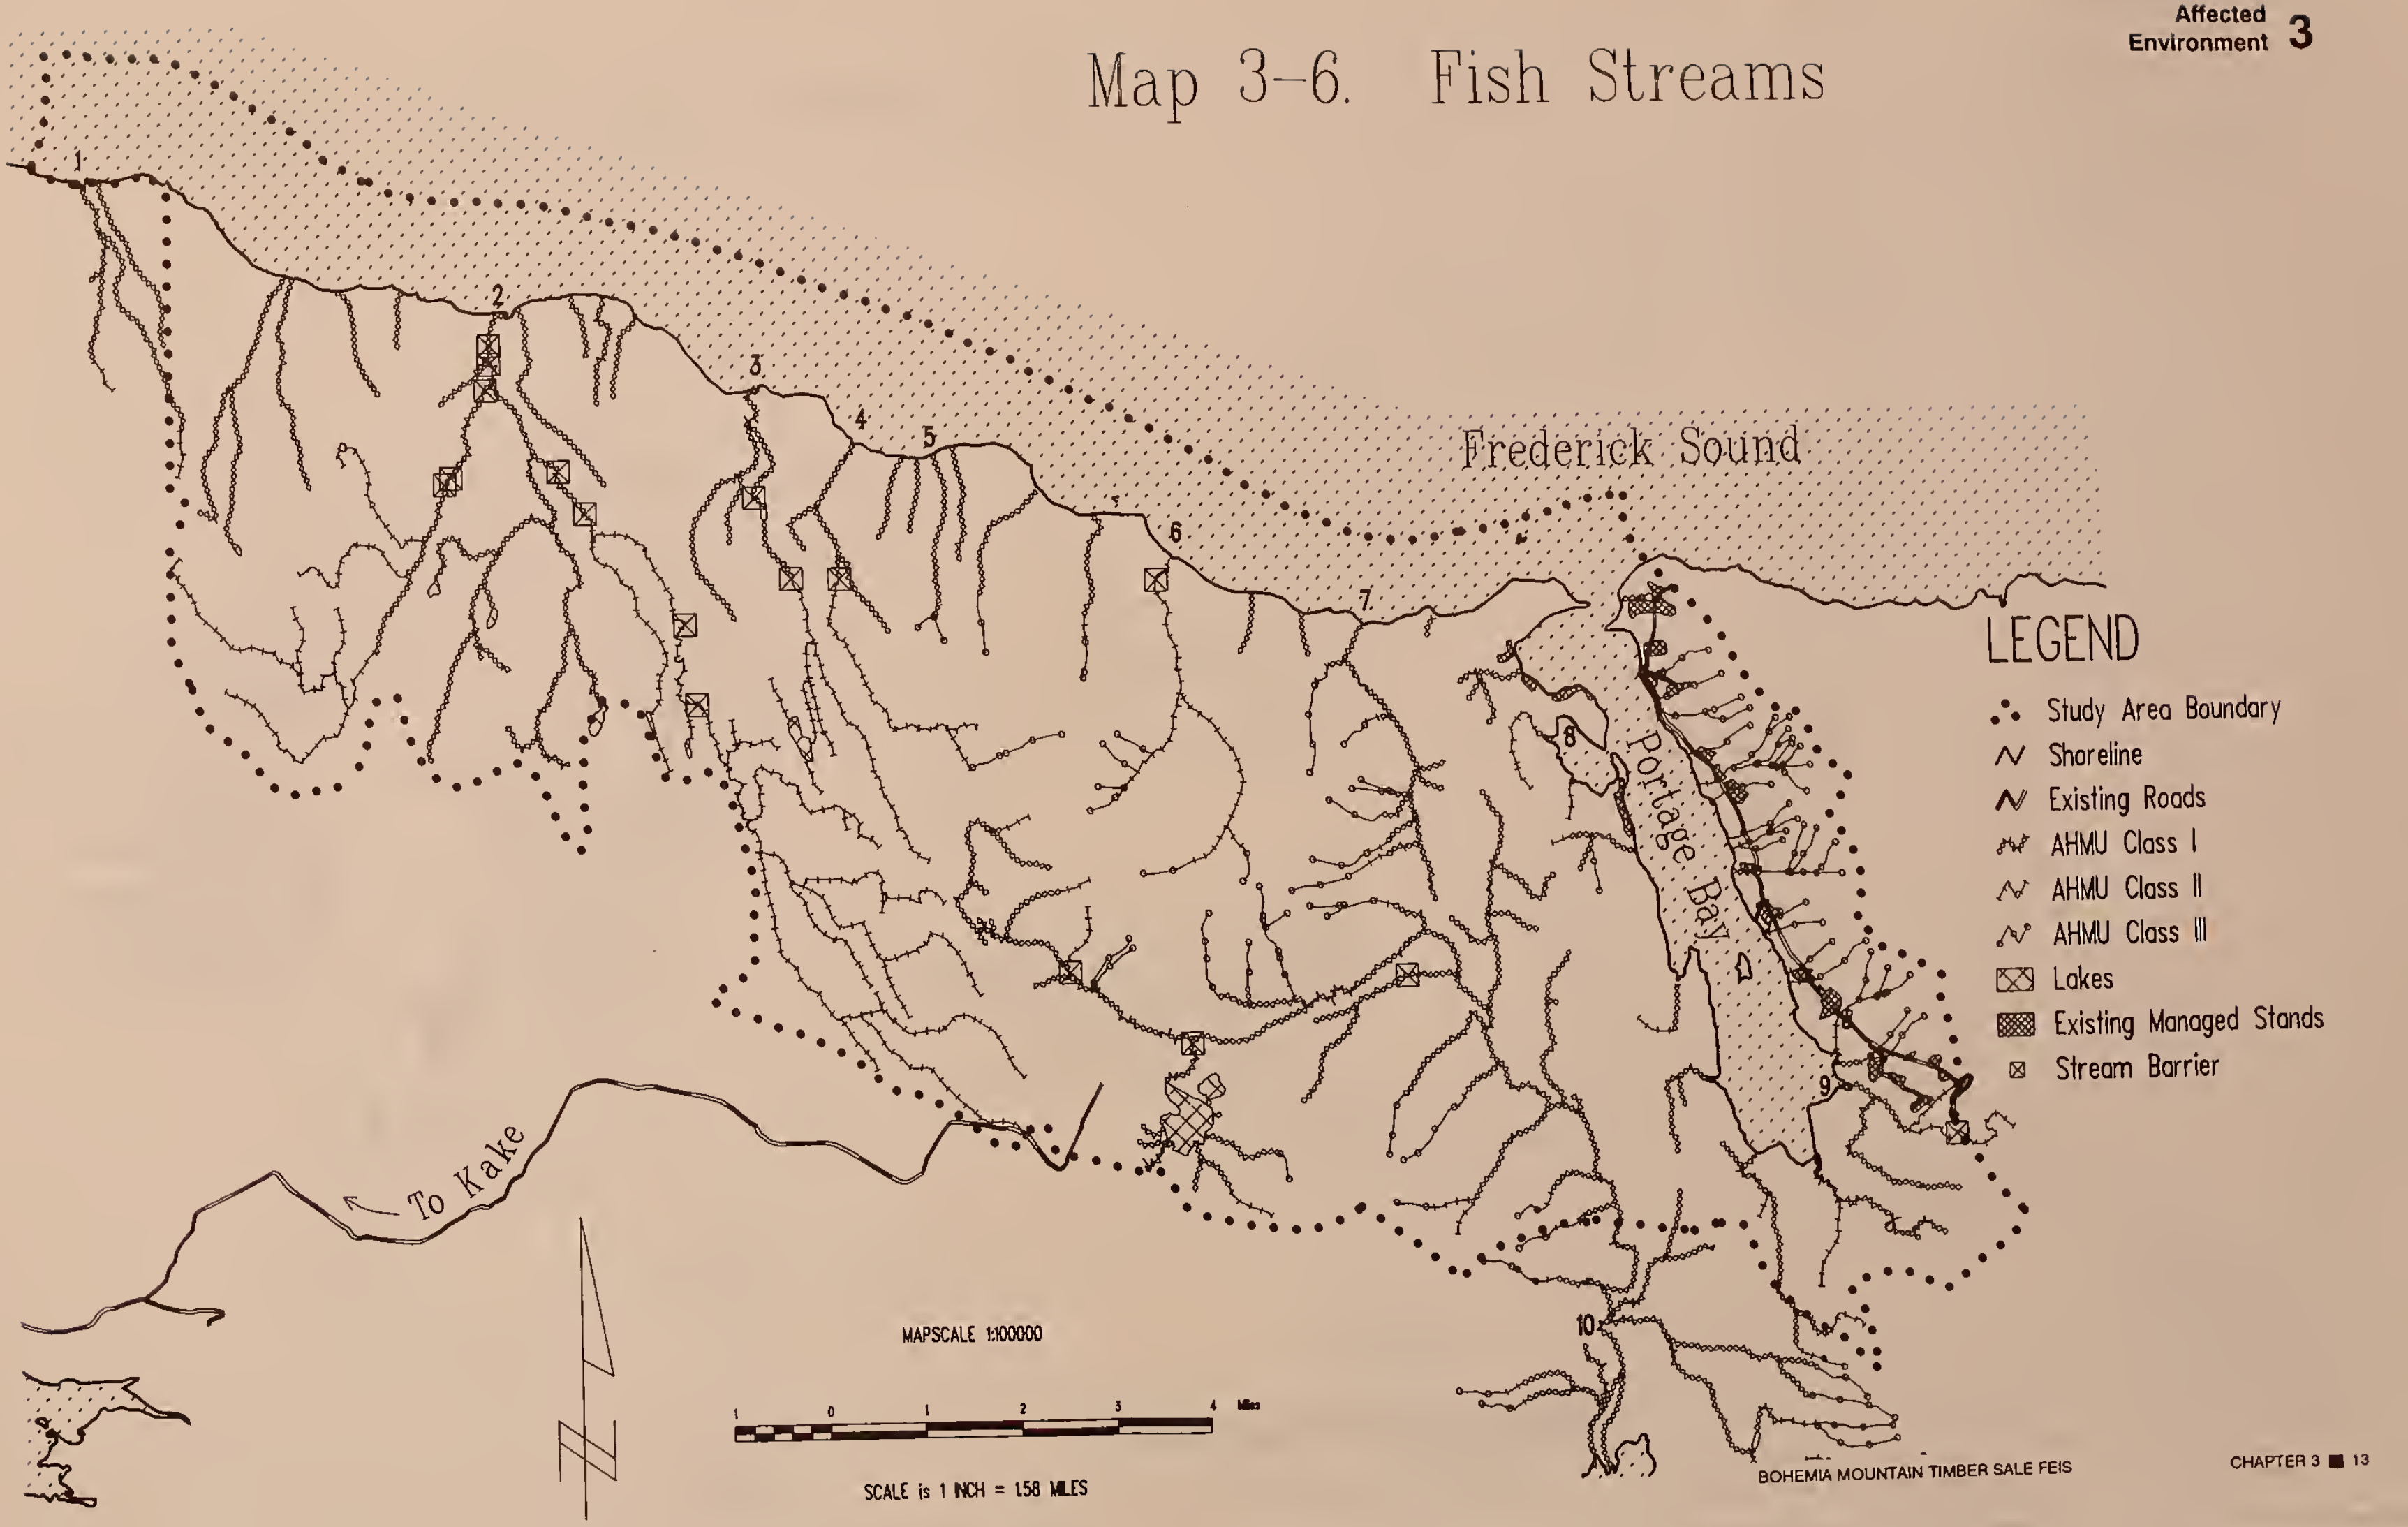 Affected
Environment 3
Map 3-6. Fish Streams
1
2
3
4
5
6
7
Frederick Sound
8
Portage Bay
9
10
LEGEND
Study Area Boundary
Shoreline
Existing Roads
AHMU Class I
AHMU Class II
AHMU Class III
Lakes
Existing Managed Stands
Stream Barrier
To Kake
MAPSCALE 1:100000
1 0 1 2 3 4 Miles
SCALE is 1 INCH = 1.58 MILES
BOHEMIA MOUNTAIN TIMBER SALE FEIS
CHAPTER 3 ■ 13